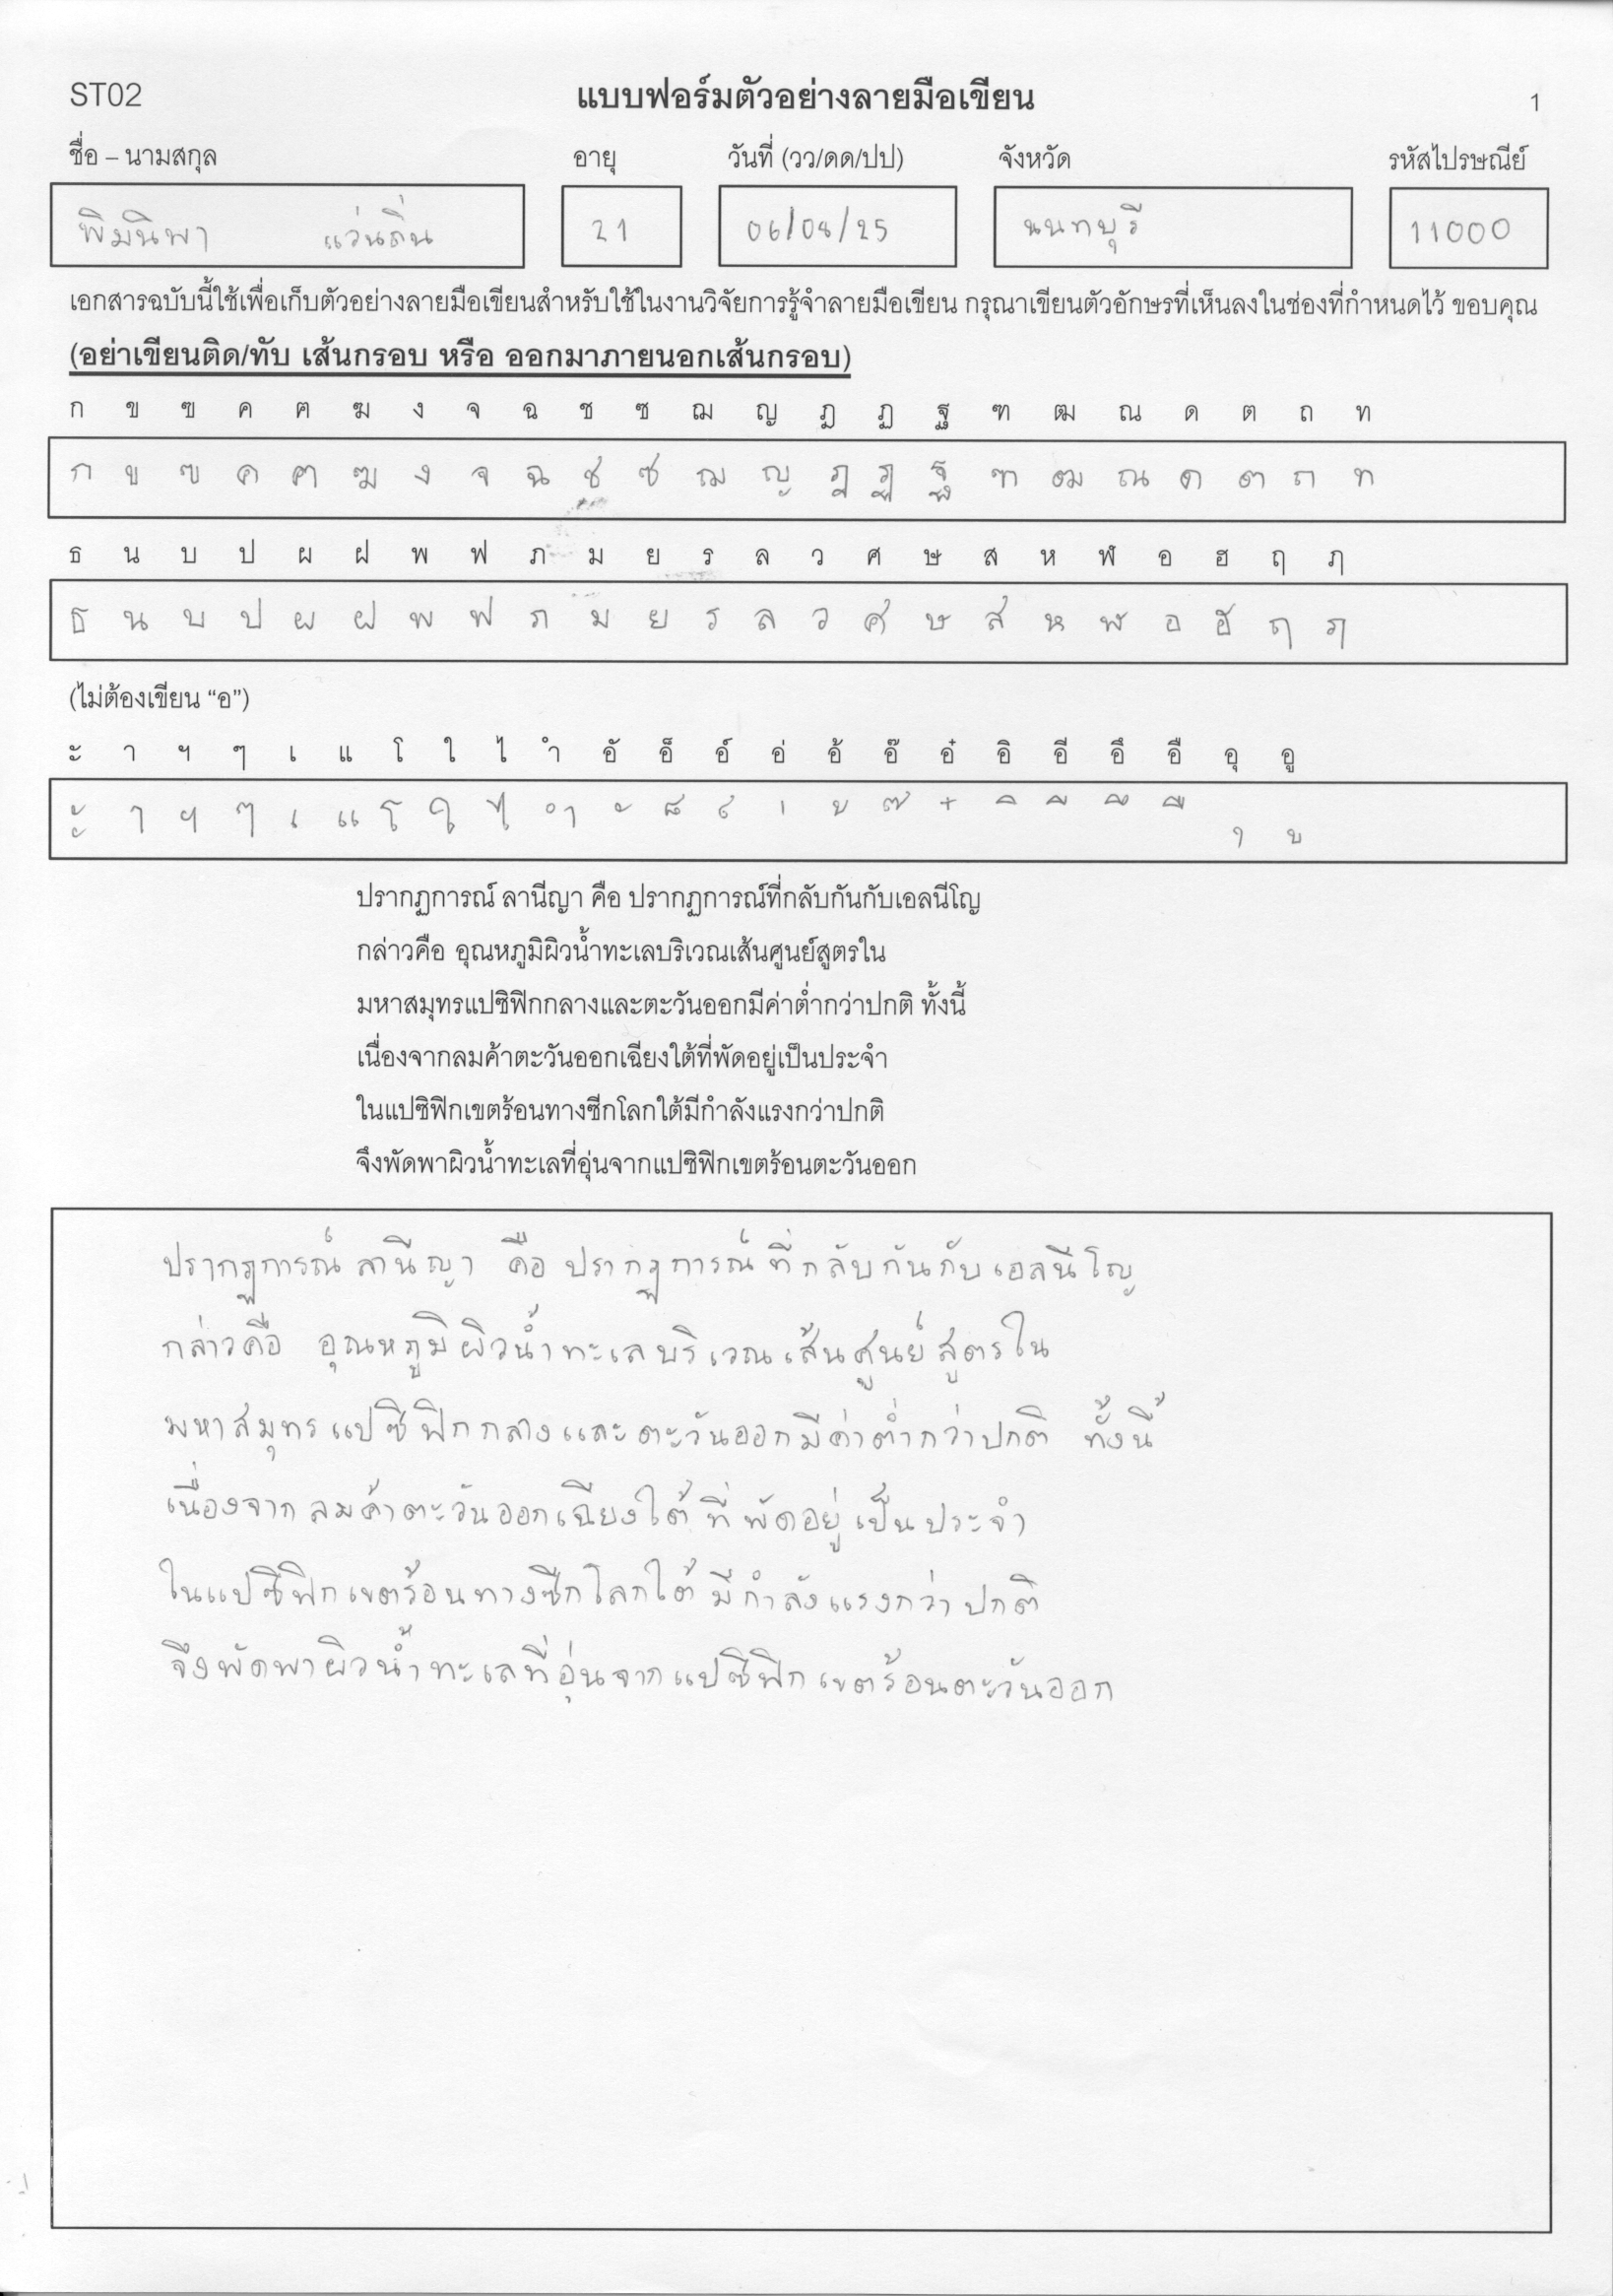 ST02 แบบฟอร์มตัวอย่างลายมือเขียน 1
ชื่อ – นามสกุล อายุ วันที่ (วว/ดด/ปป) จังหวัด รหัสไปรษณีย์
พิมนิพา แว่นถิ่น 21 06/08/25 นนทบุรี 11000
เอกสารฉบับนี้ใช้เพื่อเก็บตัวอย่างลายมือเขียนสำหรับใช้ในงานวิจัยการรู้จำลายมือเขียน กรุณาเขียนตัวอักษรที่เห็นลงในช่องที่กำหนดไว้ ขอบคุณ
(อย่าเขียนติด/ทับ เส้นกรอบ หรือ ออกมาภายนอกเส้นกรอบ)
ก ข ฃ ค ฅ ฆ ง จ ฉ ช ซ ฌ ญ ฎ ฏ ฐ ฑ ฒ ณ ด ต ถ ท
ก ข ฃ ค ฅ ฆ ง จ ฉ ช ซ ฌ ญ ฎ ฏ ฐ ฑ ฒ ณ ด ต ถ ท
ธ น บ ป ผ ฝ พ ฟ ภ ม ย ร ล ว ศ ษ ส ห ฬ อ ฮ ฤ ฦ
ธ น บ ป ผ ฝ พ ฟ ภ ม ย ร ล ว ศ ษ ส ห ฬ อ ฮ ฤ ฦ
(ไม่ต้องเขียน “อ”)
ะ า ฯ ๆ เ แ โ ใ ไ ำ อั อ็ อ์ อ่ อ้ อ๊ อ๋ อิ อี อึ อื อุ อู
ะ า ฯ ๆ เ แ โ ใ ไ ำ ั ็ ์ ่ ้ ๊ ๋ ิ ี ึ ื ุ ู
ปรากฏการณ์ ลานีญา คือ ปรากฏการณ์ที่กลับกันกับเอลนีโญ
กล่าวคือ อุณหภูมิผิวน้ำทะเลบริเวณเส้นศูนย์สูตรใน
มหาสมุทรแปซิฟิกกลางและตะวันออกมีค่าต่ำกว่าปกติ ทั้งนี้
เนื่องจากลมค้าตะวันออกเฉียงใต้ที่พัดอยู่เป็นประจำ
ในแปซิฟิกเขตร้อนทางซีกโลกใต้มีกำลังแรงกว่าปกติ
จึงพัดพาผิวน้ำทะเลที่อุ่นจากแปซิฟิกเขตร้อนตะวันออก
ปรากฏการณ์ ลานีญา คือ ปรากฏการณ์ที่กลับกันกับเอลนีโญ
กล่าวคือ อุณหภูมิผิวน้ำทะเลบริเวณเส้นศูนย์สูตรใน
มหาสมุทรแปซิฟิกกลางและตะวันออกมีค่าต่ำกว่าปกติ ทั้งนี้
เนื่องจากลมค้าตะวันออกเฉียงใต้ที่พัดอยู่เป็นประจำ
ในแปซิฟิกเขตร้อนทางซีกโลกใต้มีกำลังแรงกว่าปกติ
จึงพัดพาผิวน้ำทะเลที่อุ่นจากแปซิฟิกเขตร้อนตะวันออก